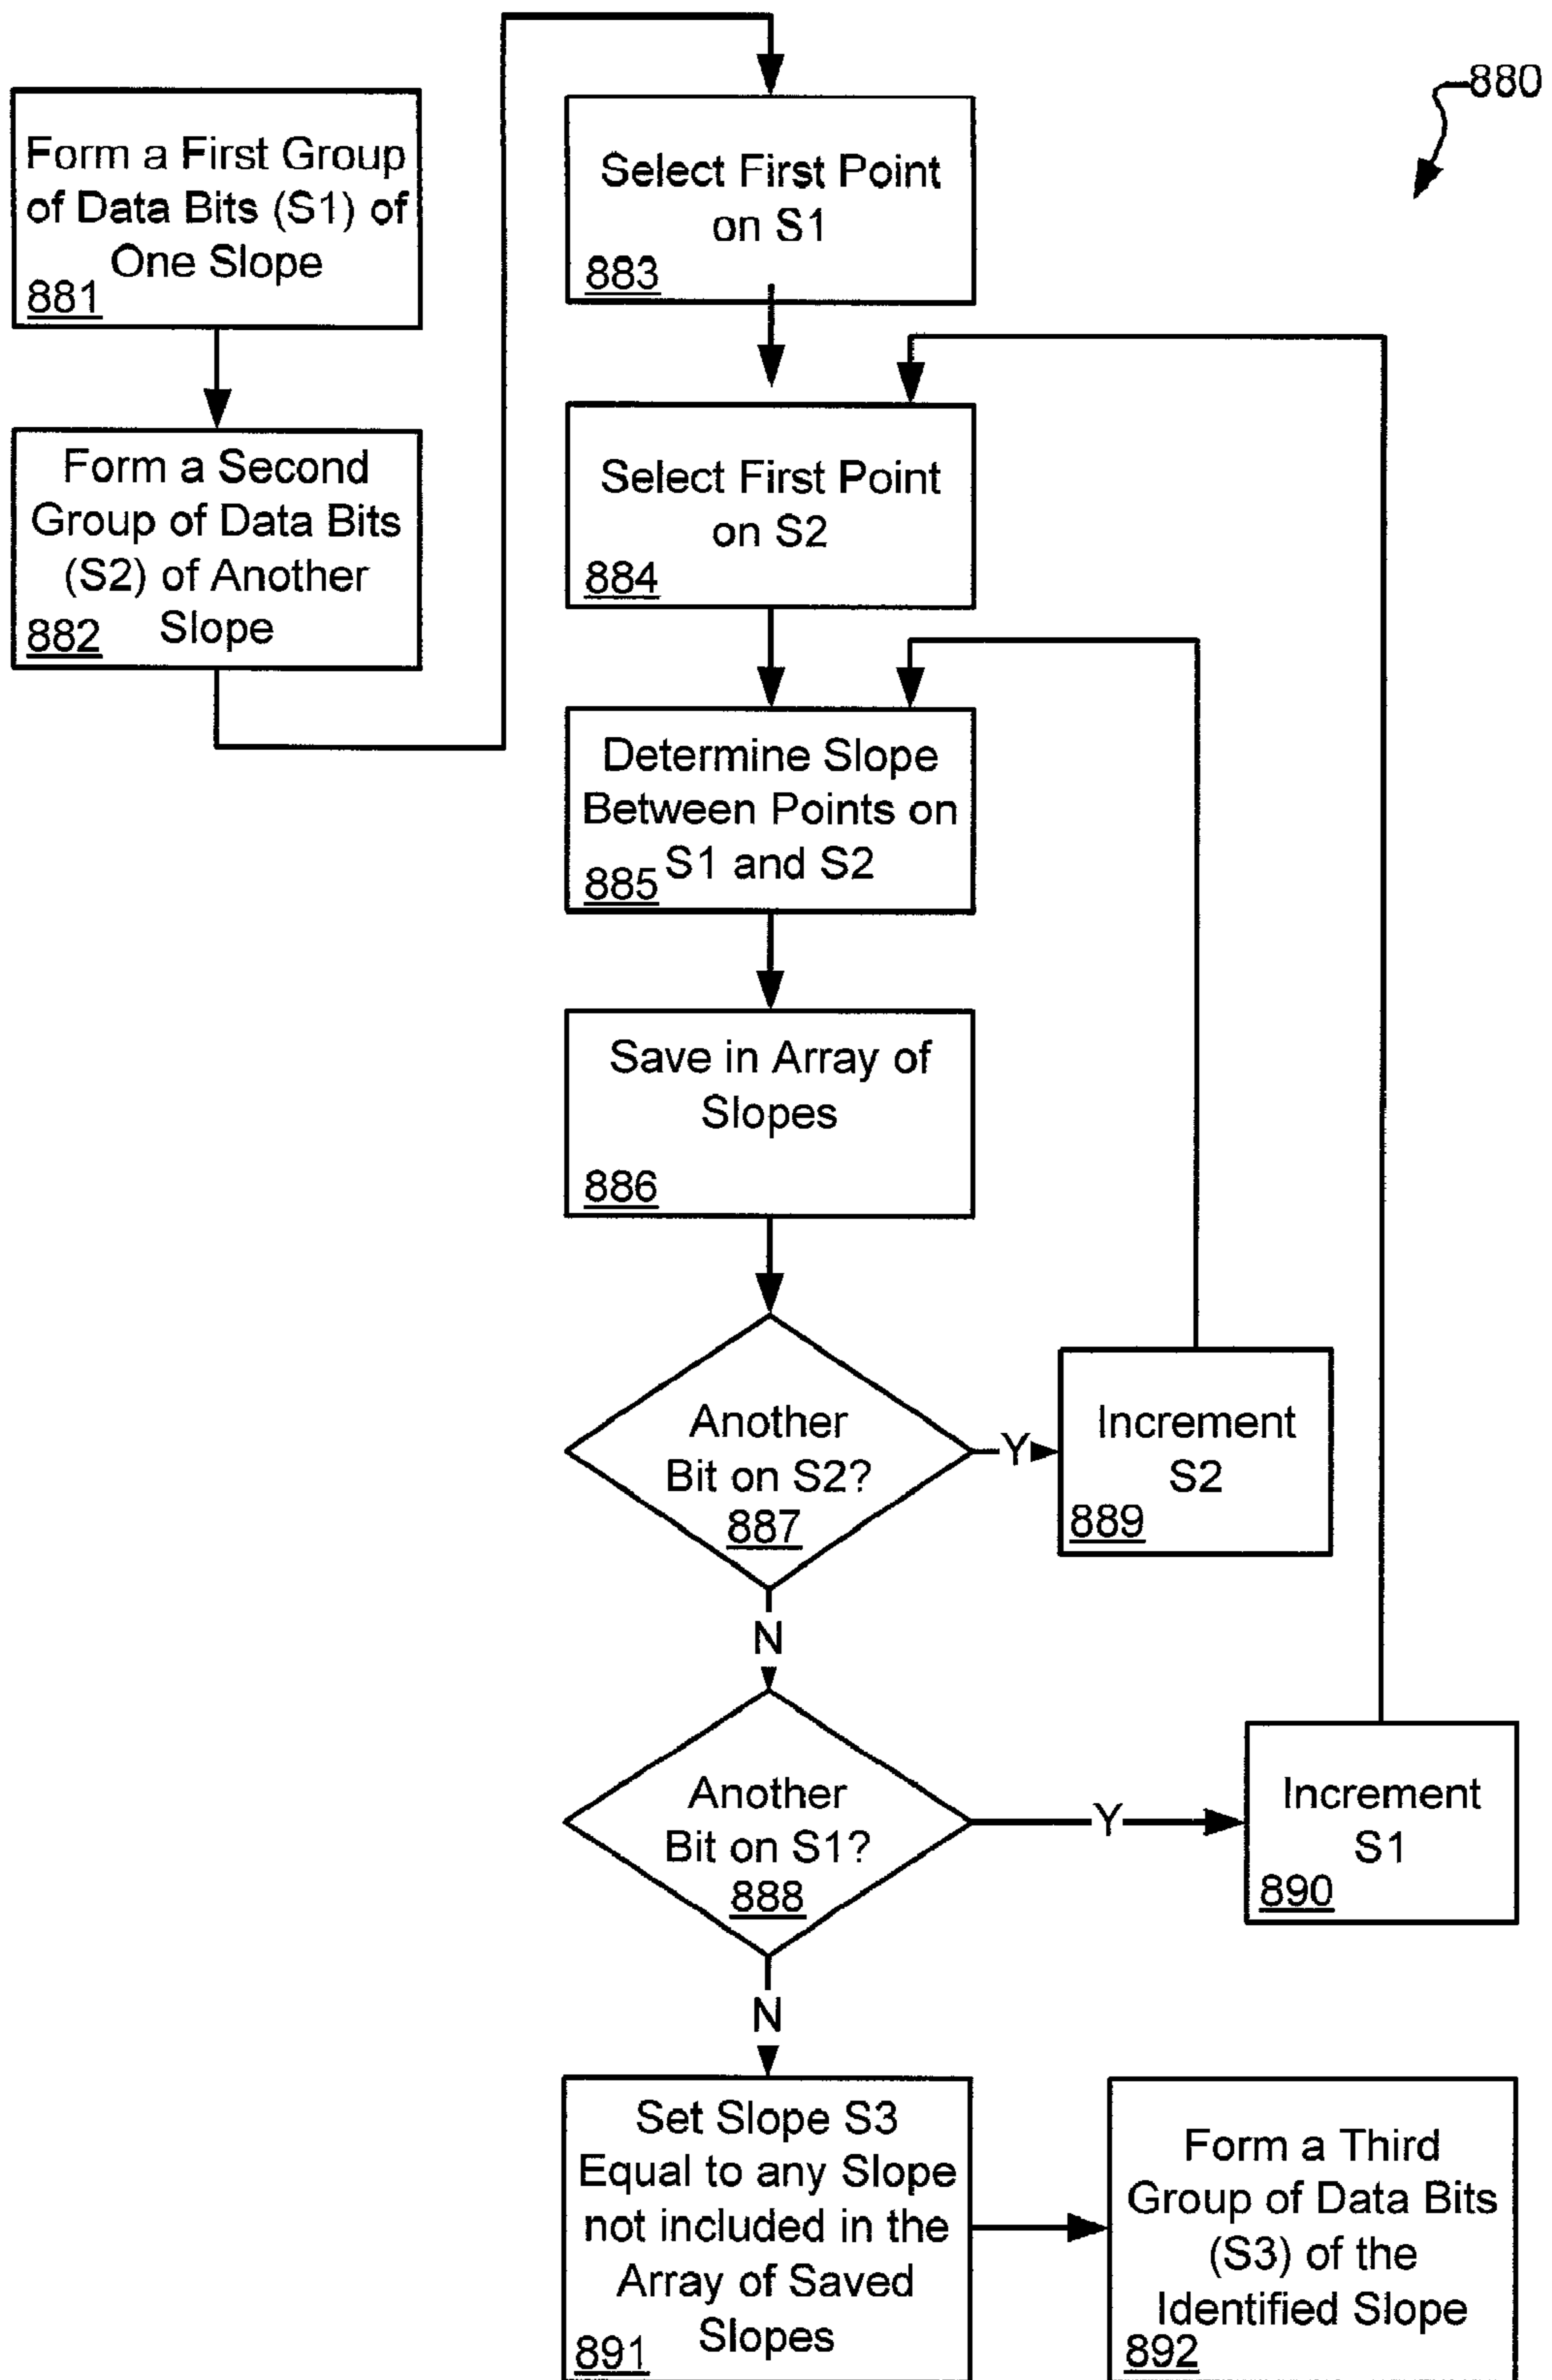 880
Form a First Group
of Data Bits (S1) of
One Slope
881
Form a Second
Group of Data Bits
(S2) of Another
Slope
882
Select First Point
on S1
883
Select First Point
on S2
884
Determine Slope
Between Points on
S1 and S2
885
Save in Array of
Slopes
886
Another
Bit on S2?
887
Y
Increment
S2
889
N
Another
Bit on S1?
888
Y
Increment
S1
890
N
Set Slope S3
Equal to any Slope
not included in the
Array of Saved
Slopes
891
Form a Third
Group of Data Bits
(S3) of the
Identified Slope
892